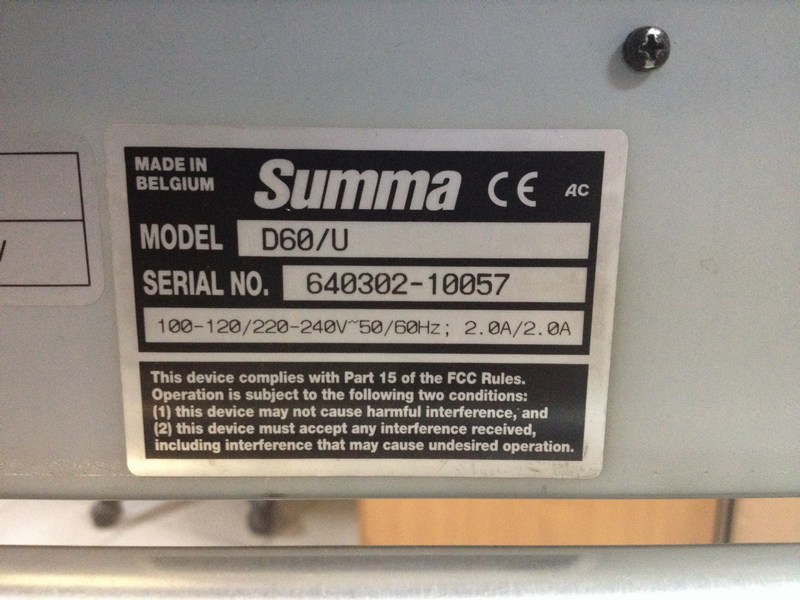 MADE IN
BELGIUM
Summa CE AC
MODEL D60/U
SERIAL NO. 640302-10057
100-120/220-240V~50/60Hz; 2.0A/2.0A
This device complies with Part 15 of the FCC Rules.
Operation is subject to the following two conditions:
(1) this device may not cause harmful interference, and
(2) this device must accept any interference received,
including interference that may cause undesired operation.